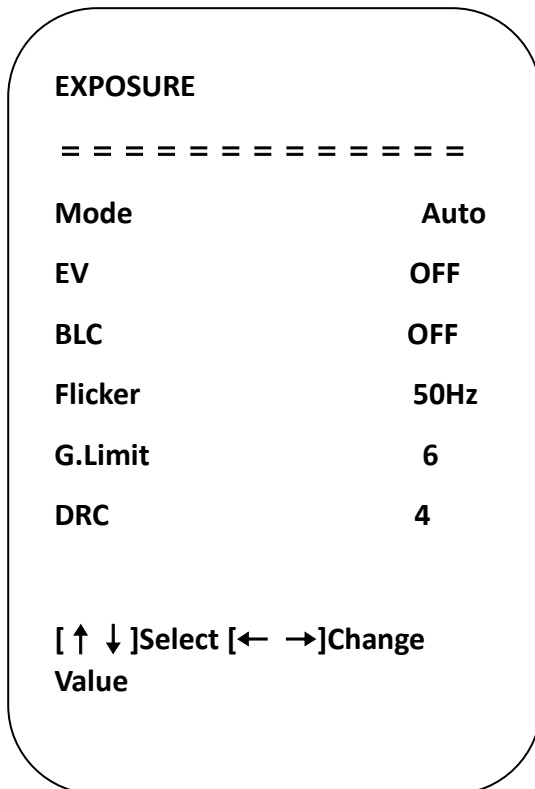 EXPOSURE
= = = = = = = = = = = = =
Mode Auto
EV OFF
BLC OFF
Flicker 50Hz
G.Limit 6
DRC 4
[ ↑ ↓ ]Select [← →]Change
Value